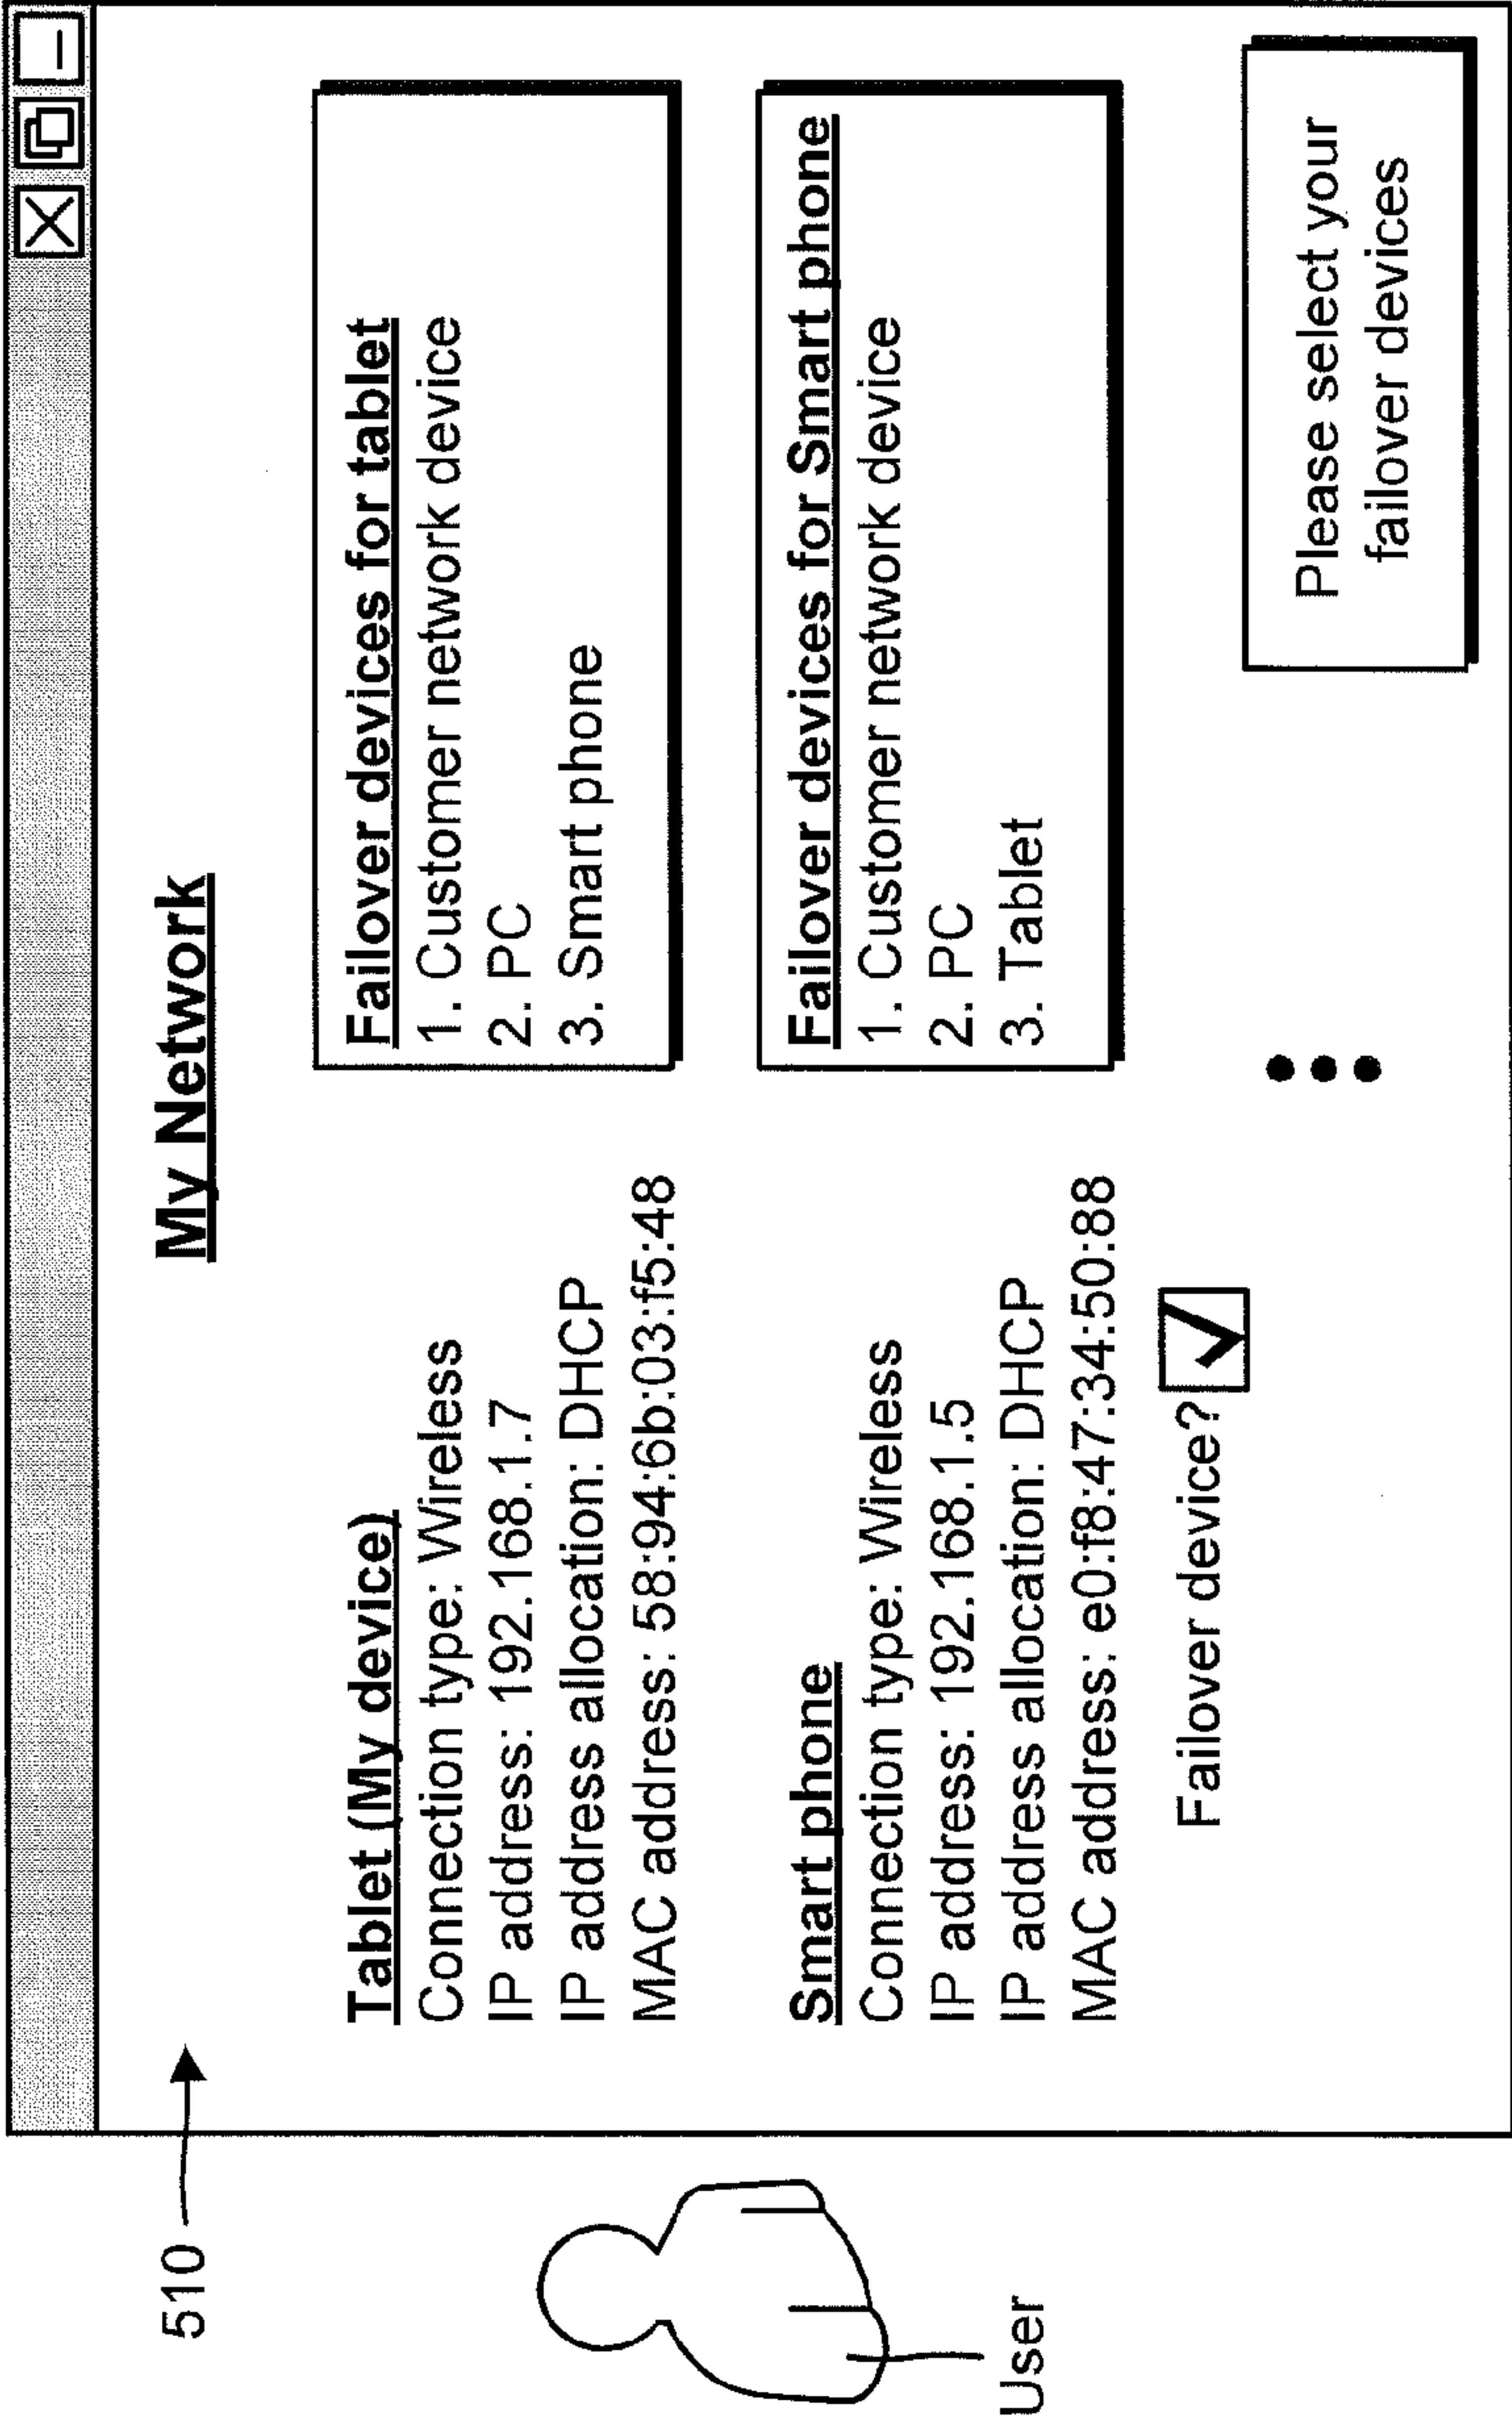 510
My Network
Tablet (My device)
Connection type: Wireless
IP address: 192.168.1.7
IP address allocation: DHCP
MAC address: 58:94:6b:03:f5:48
Failover devices for tablet
1. Customer network device
2. PC
3. Smart phone
Smart phone
Connection type: Wireless
IP address: 192.168.1.5
IP address allocation: DHCP
MAC address: e0:f8:47:34:50:88
Failover device?
Failover devices for Smart phone
1. Customer network device
2. PC
3. Tablet
Please select your
failover devices
User